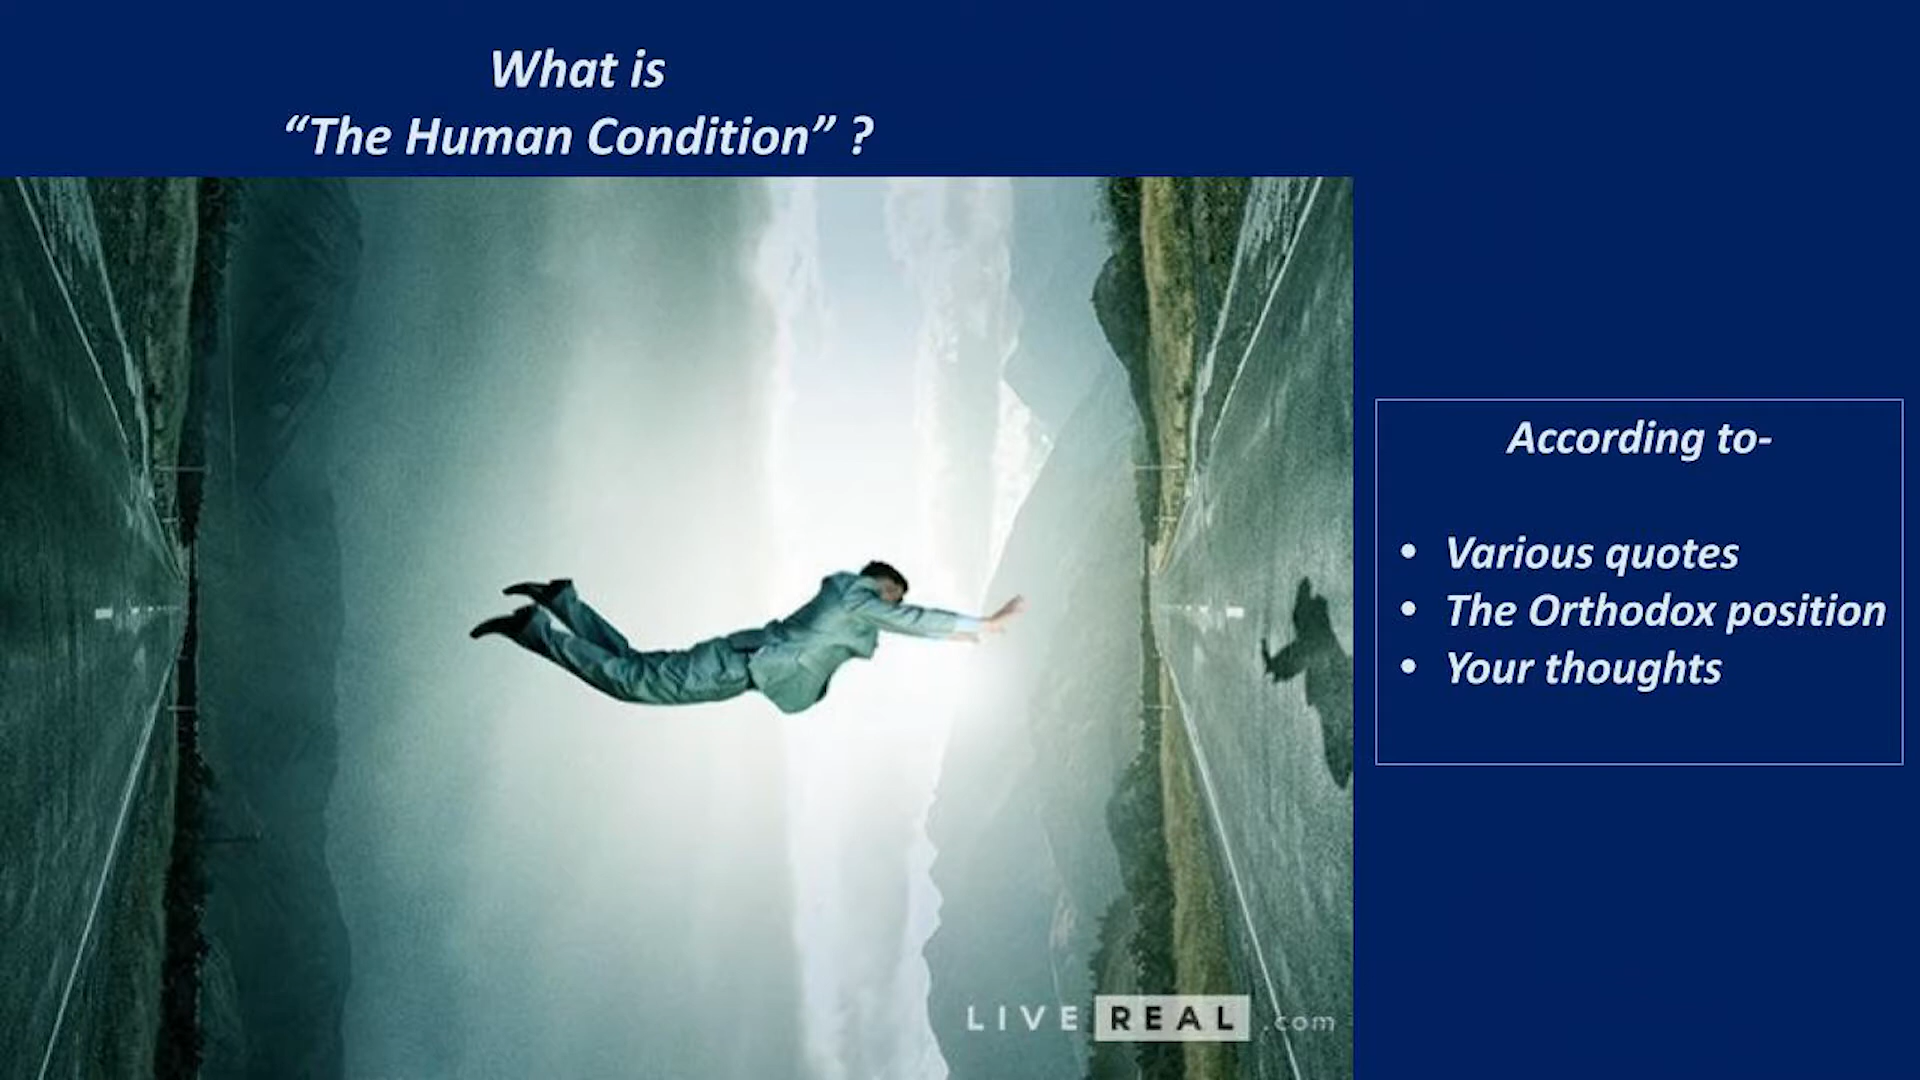 What is
“The Human Condition” ?
According to-
• Various quotes
• The Orthodox position
• Your thoughts
LIVE REAL .com